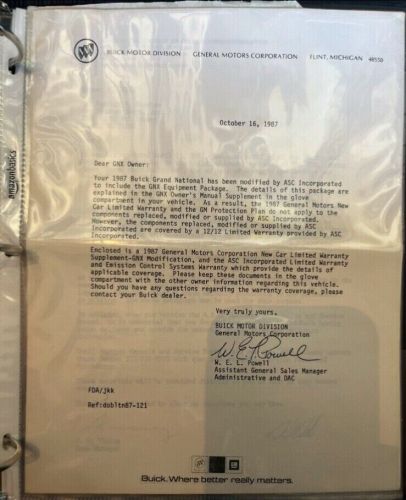 BUICK MOTOR DIVISION GENERAL MOTORS CORPORATION FLINT, MICHIGAN 48550
October 16, 1987
Dear GNX Owner:
Your 1987 Buick Grand National has been modified by ASC Incorporated
to include the GNX Equipment Package. The details of this package are
explained in the GNX Owner's Manual Supplement in the glove
compartment in your vehicle. As a result, the 1987 General Motors New
Car Limited Warranty and the GM Protection Plan do not apply to the
components replaced, modified or supplied by ASC Incorporated.
However, the components replaced, modified or supplied by ASC
Incorporated are covered by a 12/12 Limited Warranty provided by ASC
Incorporated.
Enclosed is a 1987 General Motors Corporation New Car Limited Warranty
Supplement-GNX Modification, and the ASC Incorporated Limited Warranty
and Emission Control Systems Warranty which provide the details of
applicable coverage. Please keep these documents in the glove
compartment with the other owner information regarding this vehicle.
Should you have any questions regarding the warranty coverage, please
contact your Buick dealer.
Very truly yours,
BUICK MOTOR DIVISION
General Motors Corporation
W. E. Powell
W. E. L. Powell
Assistant General Sales Manager
Administrative and OAC
FDA/jkk
Ref:dobltn87-121
GM
Buick. Where better really matters.
amazonbasics